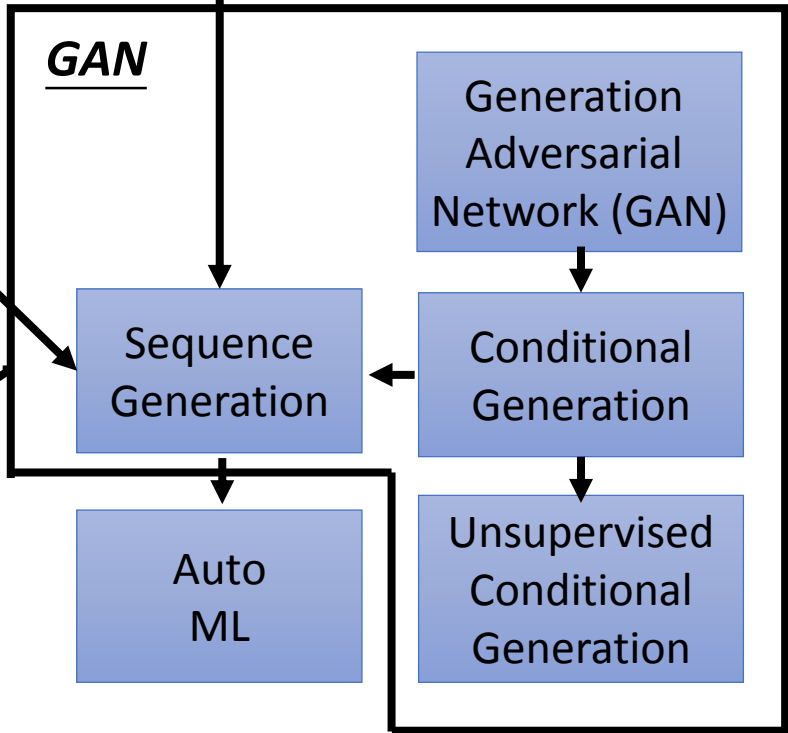 GAN
Generation
Adversarial
Network (GAN)
Sequence
Generation
Conditional
Generation
Auto
ML
Unsupervised
Conditional
Generation